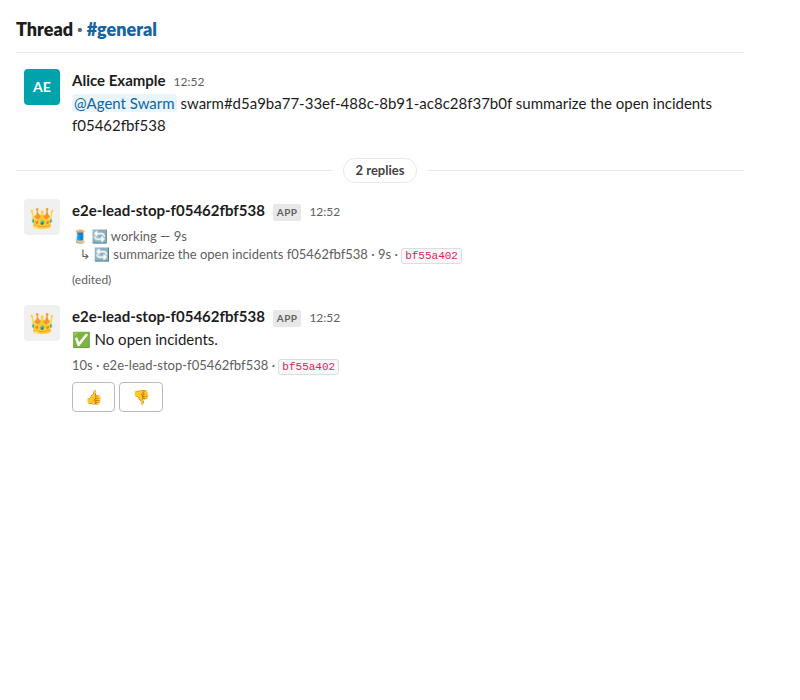 Thread • #general
AE
Alice Example 12:52
@Agent Swarm swarm#d5a9ba77-33ef-488c-8b91-ac8c28f37b0f summarize the open incidents
f05462fbf538
2 replies
e2e-lead-stop-f05462fbf538 APP 12:52
🧵 🔄 working — 9s
↳ 🔄 summarize the open incidents f05462fbf538 · 9s · bf55a402
(edited)
e2e-lead-stop-f05462fbf538 APP 12:52
✅ No open incidents.
10s · e2e-lead-stop-f05462fbf538 · bf55a402
👍 👎